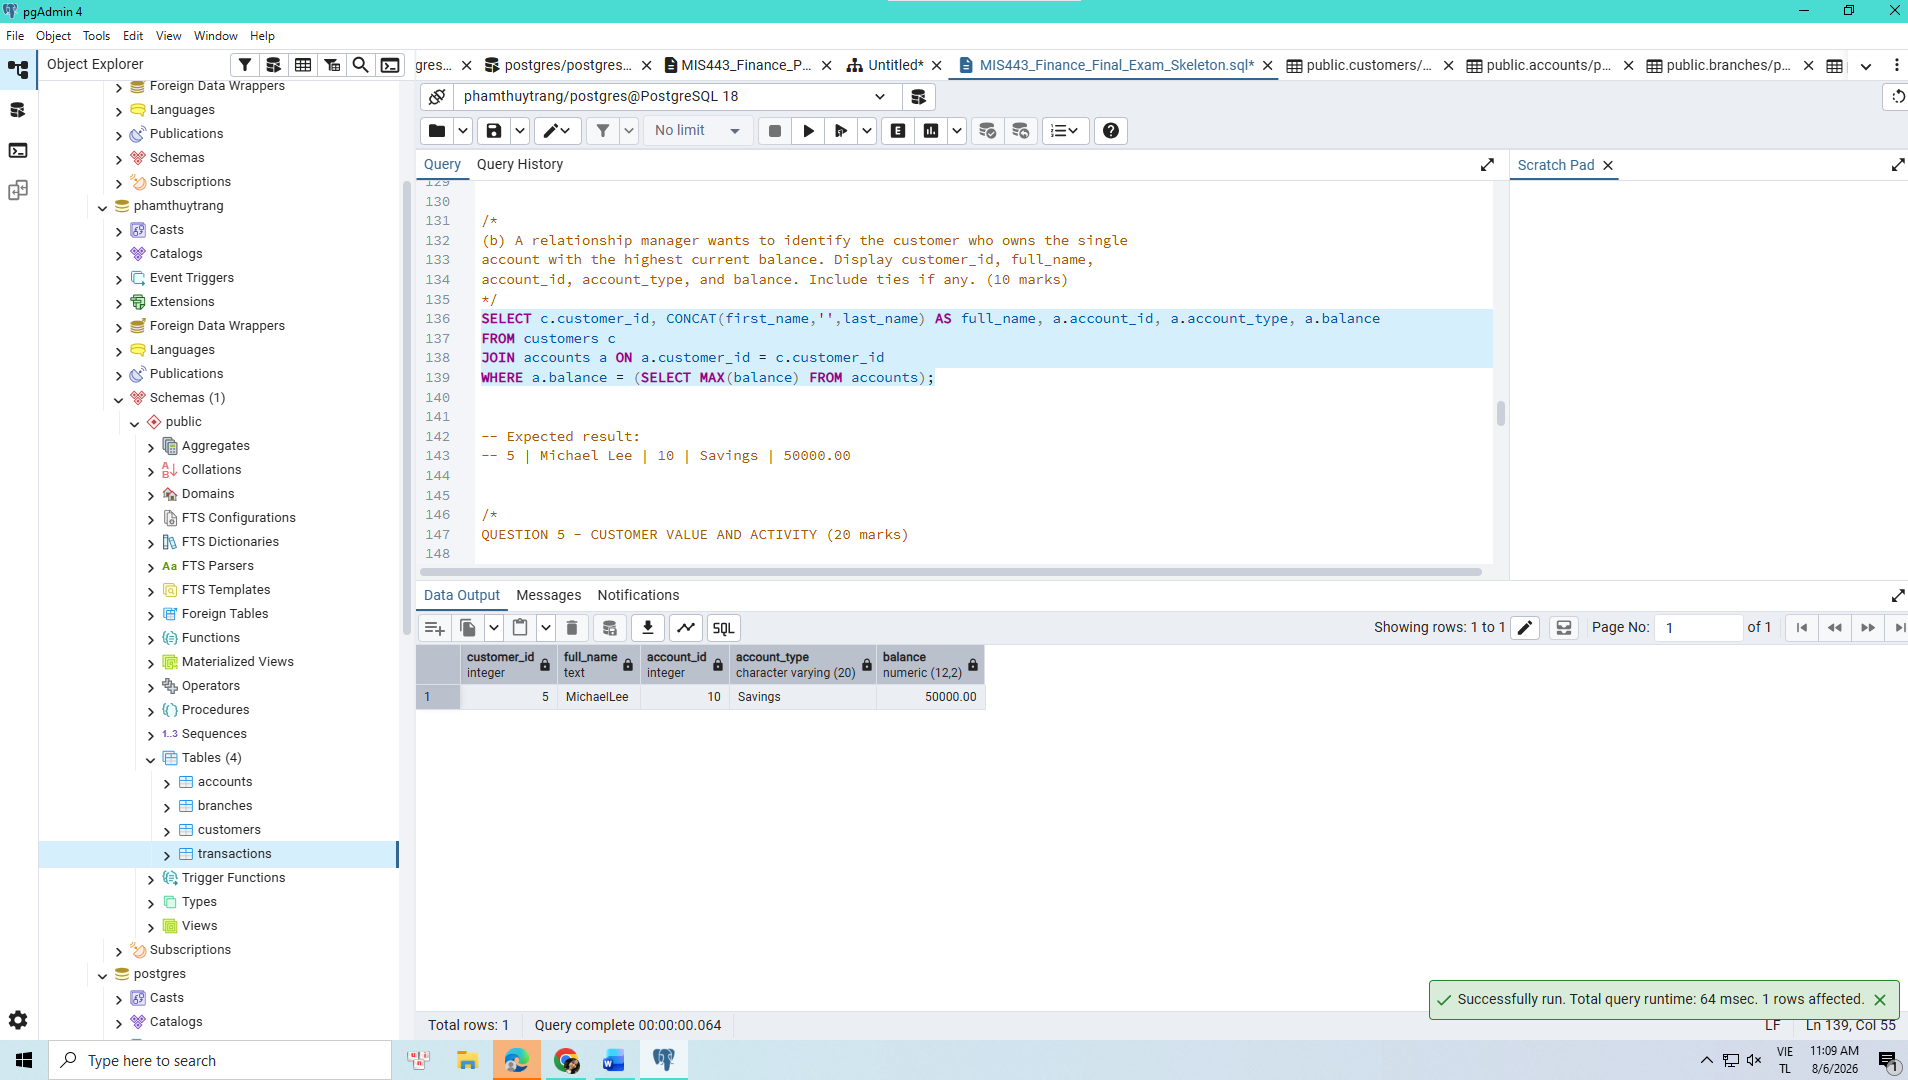 pgAdmin 4
File Object Tools Edit View Window Help
Object Explorer
gres...
postgres/postgres...
MIS443_Finance_P...
Untitled*
MIS443_Finance_Final_Exam_Skeleton.sql*
public.customers/...
public.accounts/p...
public.branches/p...
phamthuytrang/postgres@PostgreSQL 18
No limit
Query Query History
Scratch Pad
Foreign Data Wrappers
Languages
Publications
Schemas
Subscriptions
phamthuytrang
Casts
Catalogs
Event Triggers
Extensions
Foreign Data Wrappers
Languages
Publications
Schemas (1)
public
Aggregates
Collations
Domains
FTS Configurations
FTS Dictionaries
Aa FTS Parsers
FTS Templates
Foreign Tables
Functions
Materialized Views
Operators
Procedures
1..3 Sequences
Tables (4)
accounts
branches
customers
transactions
Trigger Functions
Types
Views
Subscriptions
postgres
Casts
Catalogs
129
130
131 /*
132 (b) A relationship manager wants to identify the customer who owns the single
133 account with the highest current balance. Display customer_id, full_name,
134 account_id, account_type, and balance. Include ties if any. (10 marks)
135 */
136 SELECT c.customer_id, CONCAT(first_name,'',last_name) AS full_name, a.account_id, a.account_type, a.balance
137 FROM customers c
138 JOIN accounts a ON a.customer_id = c.customer_id
139 WHERE a.balance = (SELECT MAX(balance) FROM accounts);
140
141
142 -- Expected result:
143 -- 5 | Michael Lee | 10 | Savings | 50000.00
144
145
146 /*
147 QUESTION 5 - CUSTOMER VALUE AND ACTIVITY (20 marks)
148
Data Output Messages Notifications
SQL
Showing rows: 1 to 1
Page No: 1 of 1
customer_id full_name account_id account_type balance
integer text integer character varying (20) numeric (12,2)
1 5 MichaelLee 10 Savings 50000.00
Successfully run. Total query runtime: 64 msec. 1 rows affected.
Total rows: 1 Query complete 00:00:00.064
LF Ln 139, Col 55
Type here to search
VIE
TL
11:09 AM
8/6/2026
1